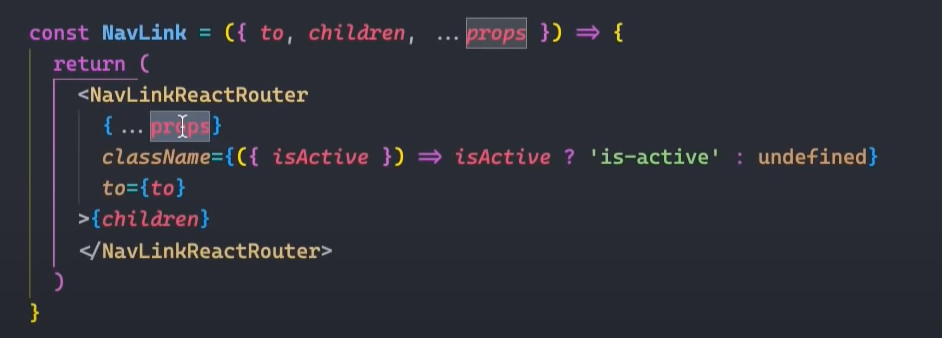 const NavLink = ({ to, children, ...props }) => {
return (
<NavLinkReactRouter
{ ...props}
className={({ isActive }) => isActive ? 'is-active' : undefined}
to={to}
>{children}
</NavLinkReactRouter>
)
}